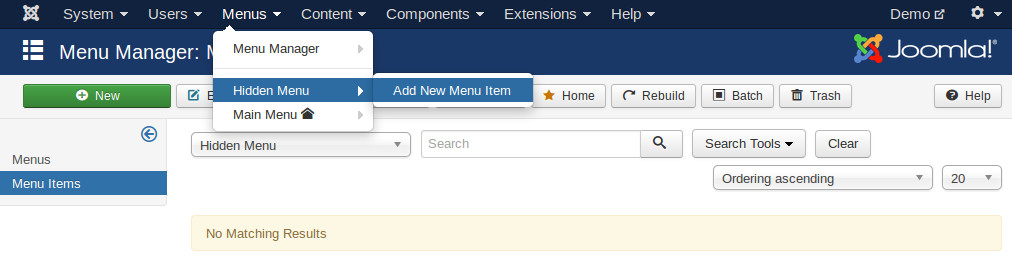 System Users Menus Content Components Extensions Help Demo
Menu Manager: M
Joomla!®
Menu Manager
Hidden Menu Add New Menu Item
Main Menu
New E Home Rebuild Batch Trash Help
Hidden Menu Search Search Tools Clear
Menus
Menu Items
Ordering ascending 20
No Matching Results